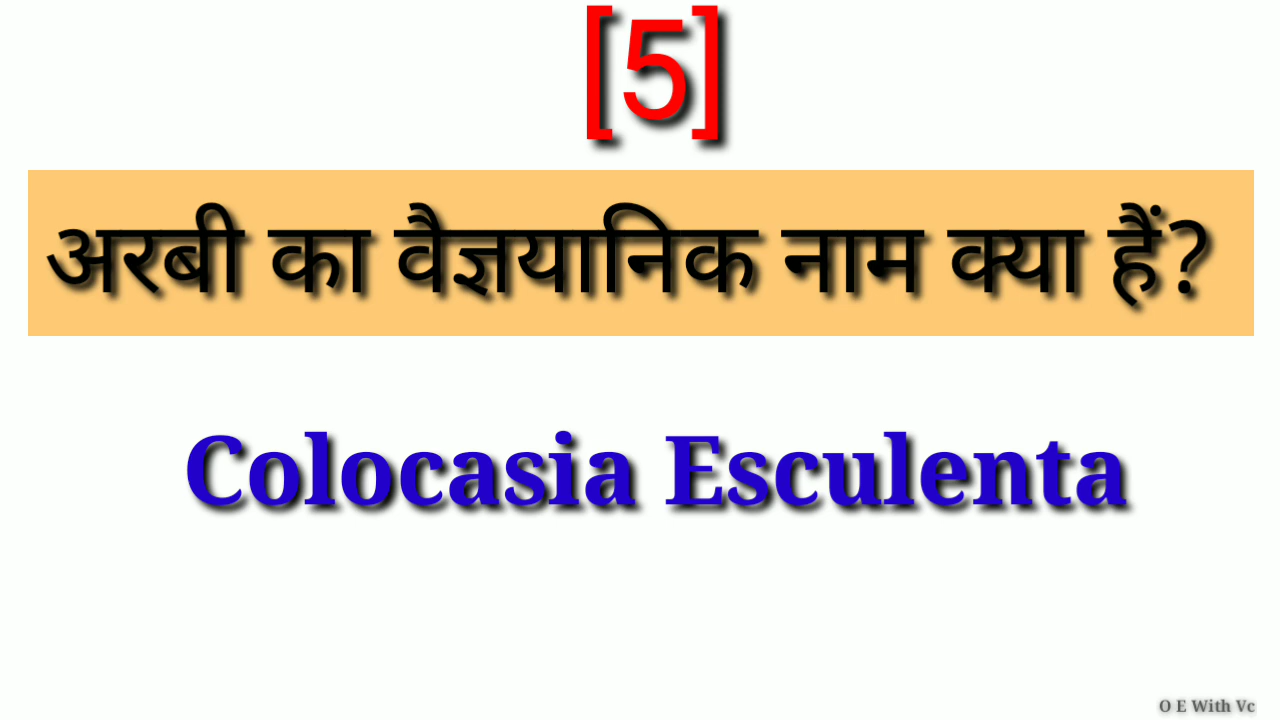 [5]
अरबी का वैज्ञयानिक नाम क्या हैं?
Colocasia Esculenta
O E With Vc